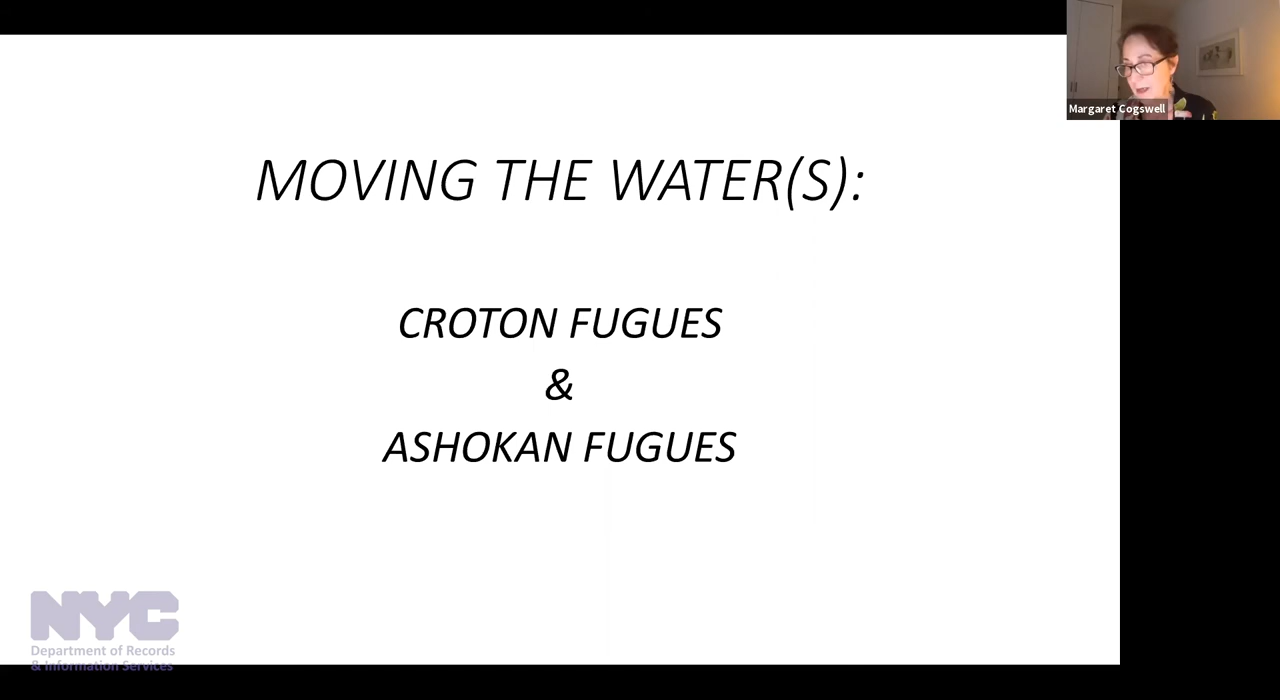 Margaret Cogswell
MOVING THE WATER(S):
CROTON FUGUES
&
ASHOKAN FUGUES
NYC
Department of Records
& Information Services